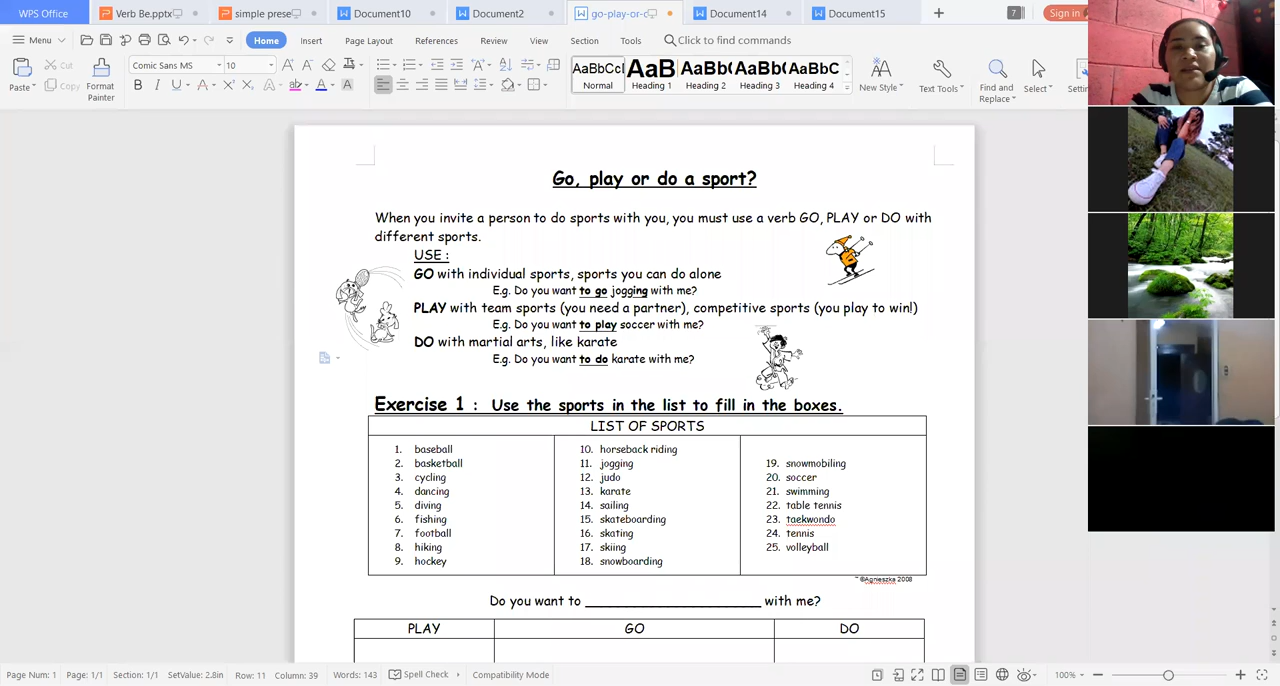 WPS Office
Verb Be.pptx
simple prese
Document10
Document2
go-play-or-d
Document14
Document15
7
Sign in
Menu
Home
Insert
Page Layout
References
Review
View
Section
Tools
Click to find commands
Paste
Cut
Copy
Format Painter
Comic Sans MS
10
AaBbCcI
Normal
AaB
Heading 1
AaBb(
Heading 2
AaBbC
Heading 3
AaBbC
Heading 4
New Style
Text Tools
Find and Replace
Select
Go, play or do a sport?
When you invite a person to do sports with you, you must use a verb GO, PLAY or DO with
different sports.
USE :
GO with individual sports, sports you can do alone
E.g. Do you want to go jogging with me?
PLAY with team sports (you need a partner), competitive sports (you play to win!)
E.g. Do you want to play soccer with me?
DO with martial arts, like karate
E.g. Do you want to do karate with me?
Exercise 1 : Use the sports in the list to fill in the boxes.
LIST OF SPORTS
1. baseball
2. basketball
3. cycling
4. dancing
5. diving
6. fishing
7. football
8. hiking
9. hockey
10. horseback riding
11. jogging
12. judo
13. karate
14. sailing
15. skateboarding
16. skating
17. skiing
18. snowboarding
19. snowmobiling
20. soccer
21. swimming
22. table tennis
23. taekwondo
24. tennis
25. volleyball
©Agnieszka 2008
Do you want to ______________________ with me?
PLAY GO DO
Page Num: 1 Page: 1/1 Section: 1/1 SetValue: 2.8in Row: 11 Column: 39 Words: 143 Spell Check Compatibility Mode 100%